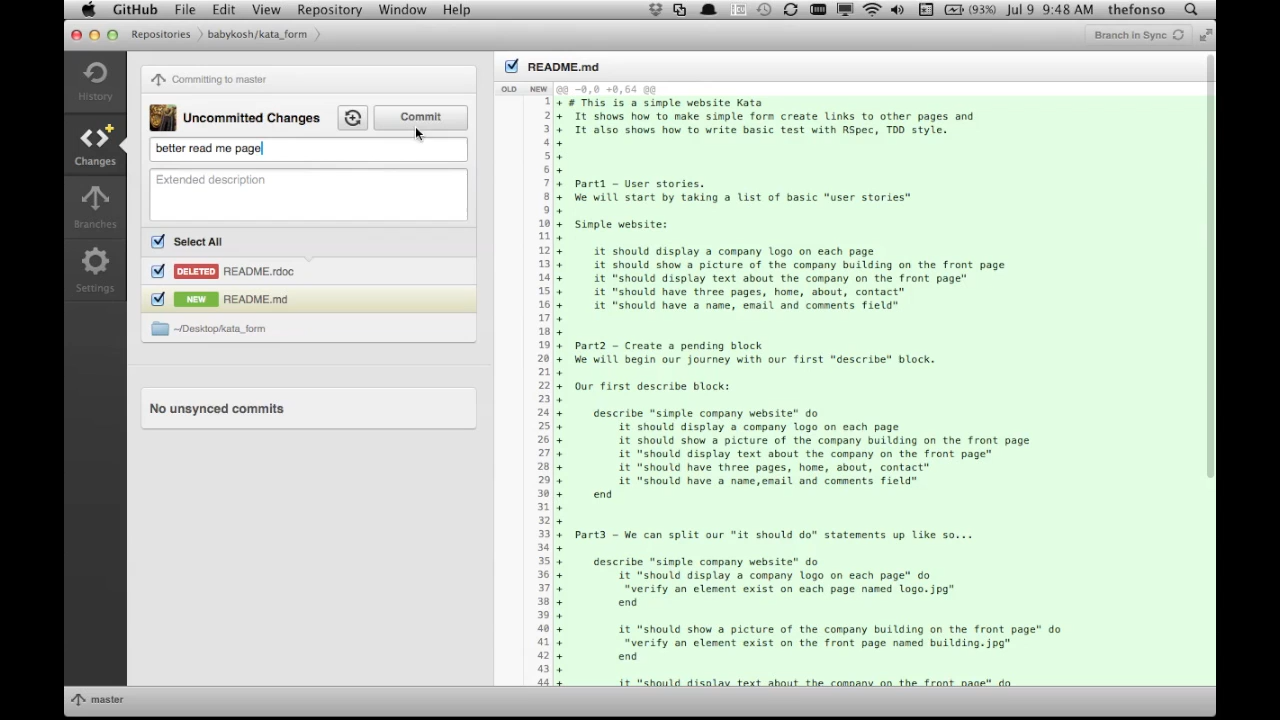 GitHub File Edit View Repository Window Help (93%) Jul 9 9:48 AM thefonso
Repositories babykosh/kata_form Branch in Sync
History
Changes
Branches
Settings
Committing to master
Uncommitted Changes Commit
better read me page
Extended description
Select All
DELETED README.rdoc
NEW README.md
~/Desktop/kata_form
No unsynced commits
README.md
OLD NEW @@ -0,0 +0,64 @@
1 + # This is a simple website Kata
2 + It shows how to make simple form create links to other pages and
3 + It also shows how to write basic test with RSpec, TDD style.
4 +
5 +
6 +
7 + Part1 - User stories.
8 + We will start by taking a list of basic "user stories"
9 +
10 + Simple website:
11 +
12 + it should display a company logo on each page
13 + it should show a picture of the company building on the front page
14 + it "should display text about the company on the front page"
15 + it "should have three pages, home, about, contact"
16 + it "should have a name, email and comments field"
17 +
18 +
19 + Part2 - Create a pending block
20 + We will begin our journey with our first "describe" block.
21 +
22 + Our first describe block:
23 +
24 + describe "simple company website" do
25 + it should display a company logo on each page
26 + it should show a picture of the company building on the front page
27 + it "should display text about the company on the front page"
28 + it "should have three pages, home, about, contact"
29 + it "should have a name,email and comments field"
30 + end
31 +
32 +
33 + Part3 - We can split our "it should do" statements up like so...
34 +
35 + describe "simple company website" do
36 + it "should display a company logo on each page" do
37 + "verify an element exist on each page named logo.jpg"
38 + end
39 +
40 + it "should show a picture of the company building on the front page" do
41 + "verify an element exist on the front page named building.jpg"
42 + end
43 +
44 + it "should display text about the company on the front page" do
master